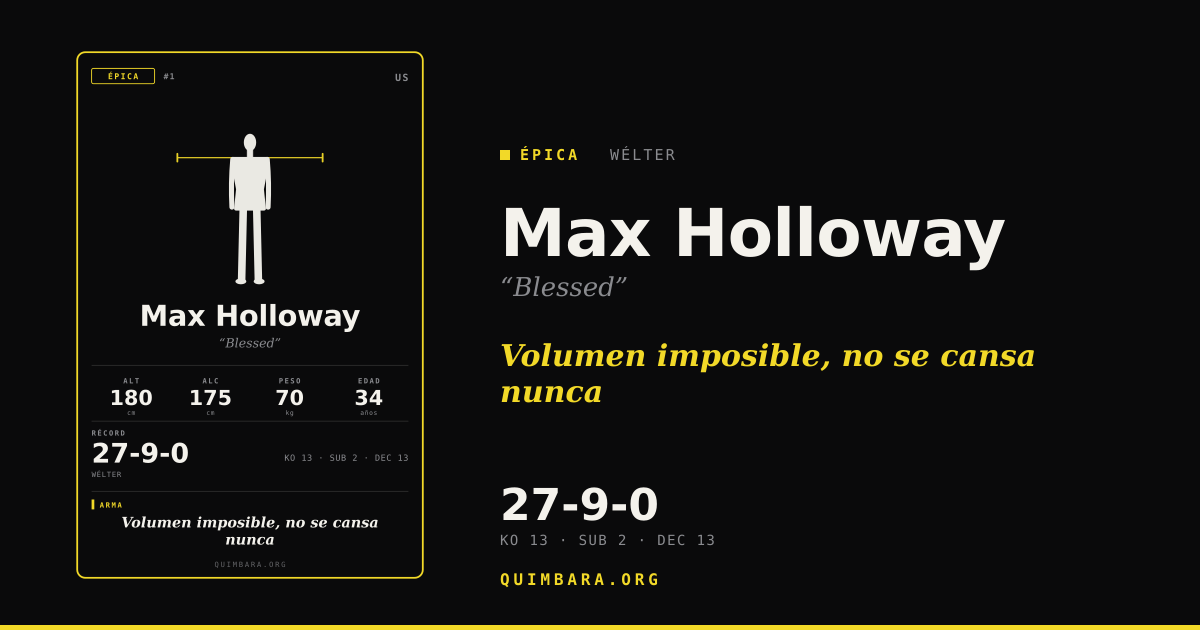 ÉPICA #1 US
Max Holloway
“Blessed”
ALT ALC PESO EDAD
180 175 70 34
cm cm kg años
RÉCORD
27-9-0
KO 13 · SUB 2 · DEC 13
WÉLTER
ARMA
Volumen imposible, no se cansa
nunca
QUIMBARA.ORG
ÉPICA WÉLTER
Max Holloway
“Blessed”
Volumen imposible, no se cansa
nunca
27-9-0
KO 13 · SUB 2 · DEC 13
QUIMBARA.ORG